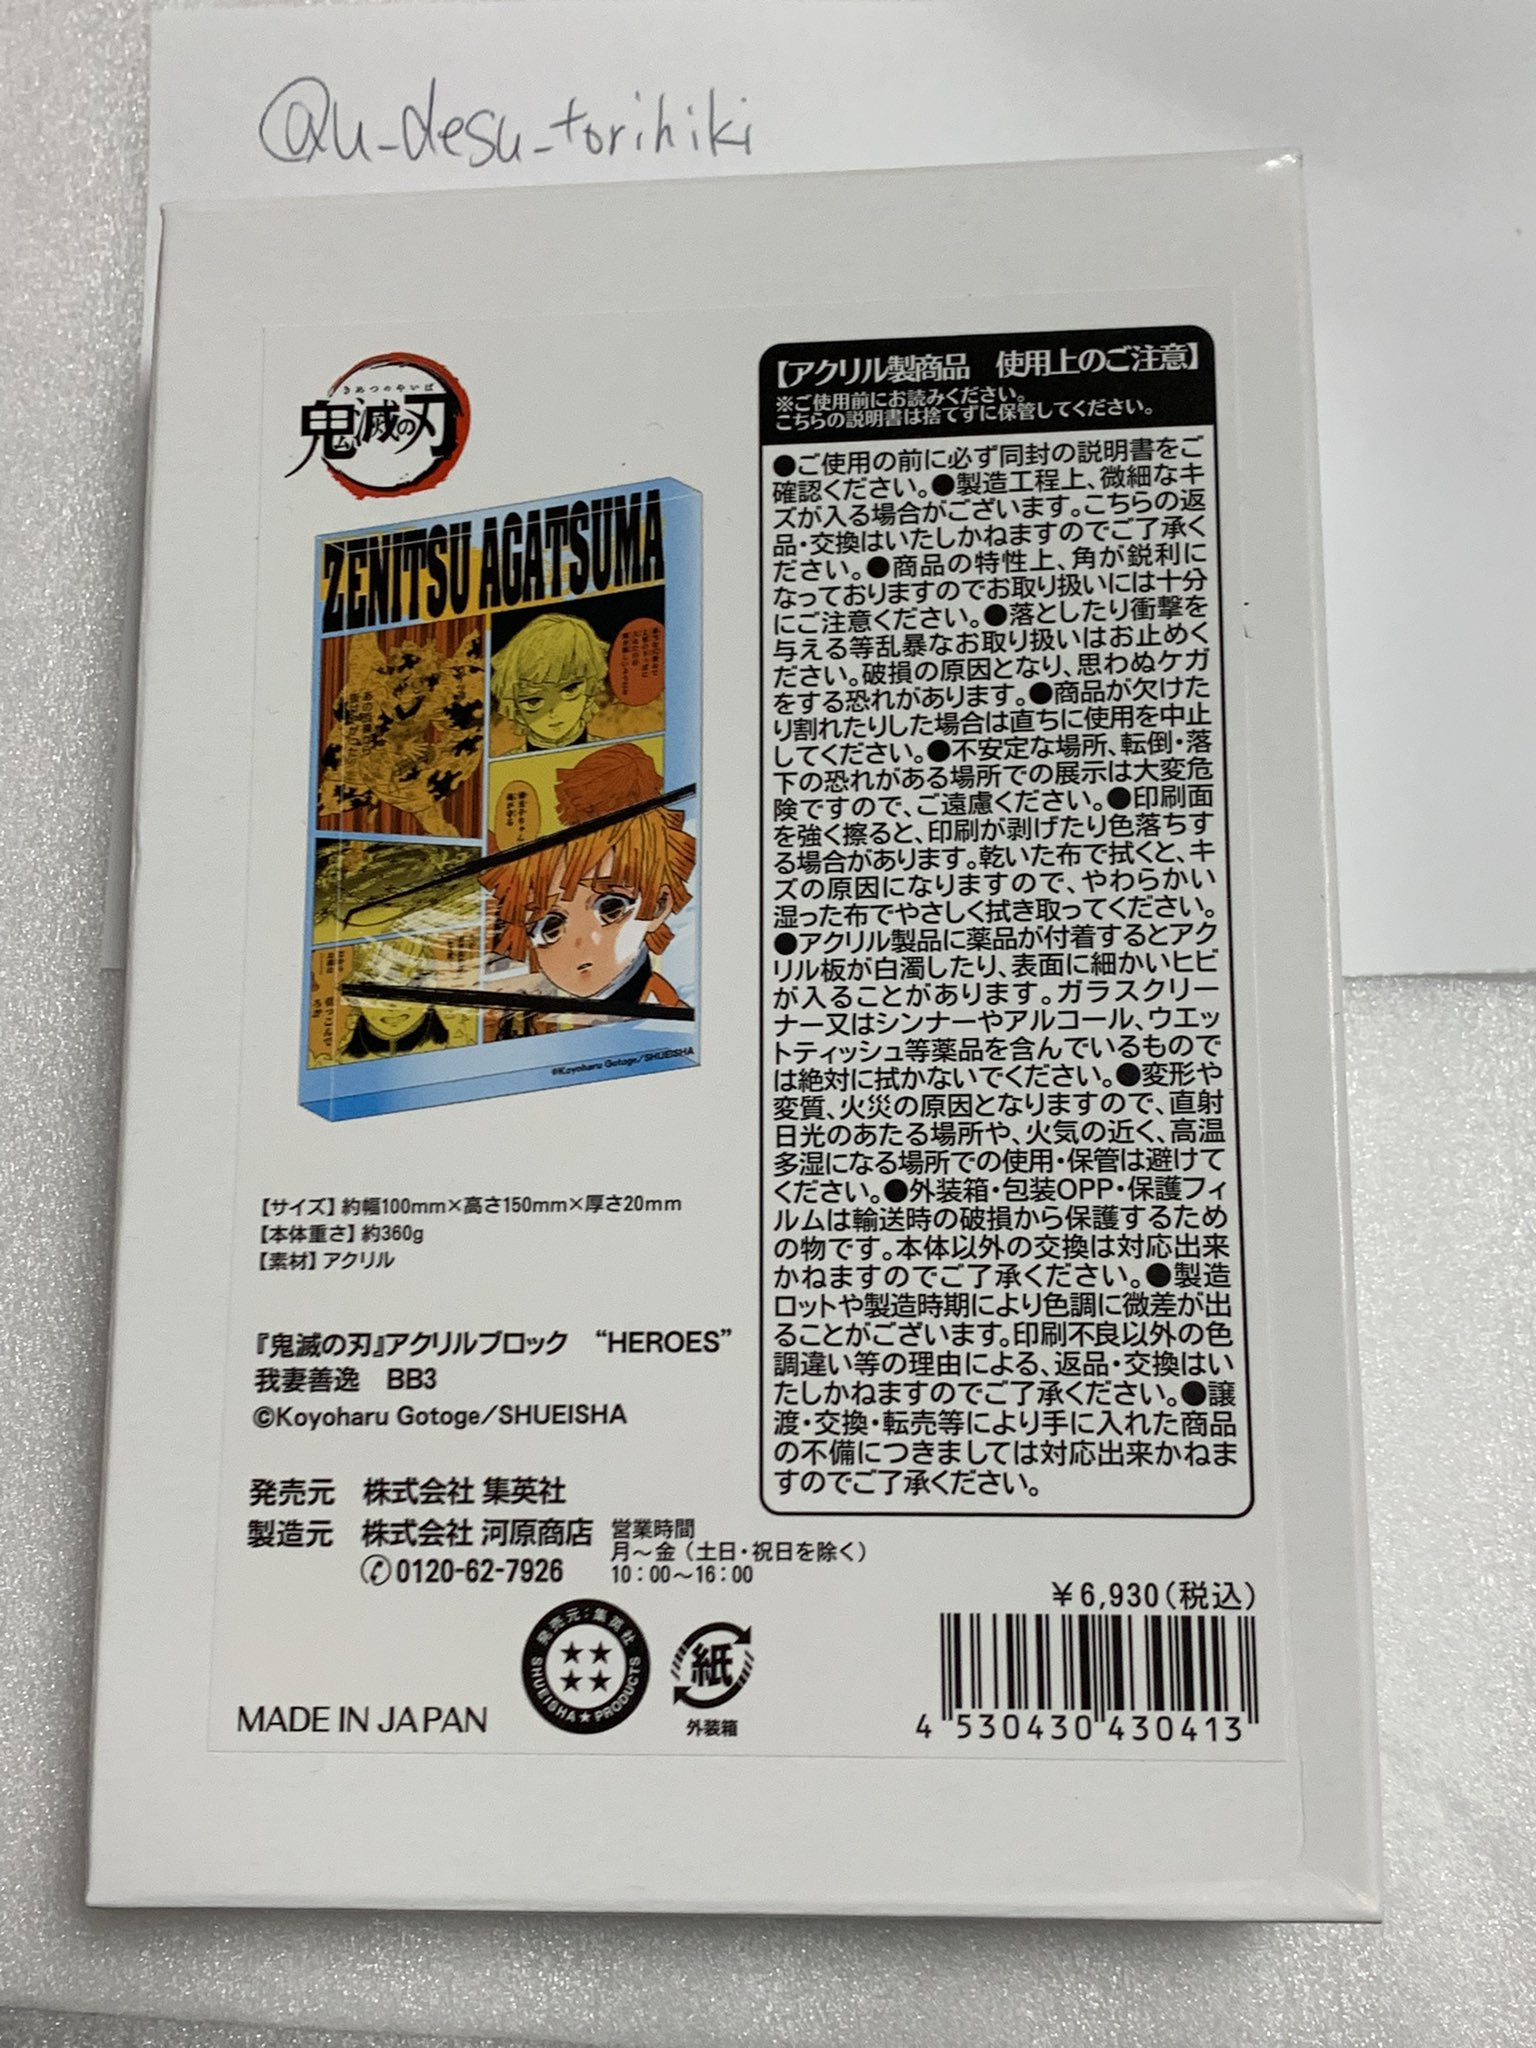 @u_desu_torihiki
きめつのやいば
鬼滅の刃
ZENITSU AGATSUMA
©Koyoharu Gotoge/SHUEISHA
【サイズ】約幅100mm×高さ150mm×厚さ20mm
【本体重さ】約360g
【素材】アクリル
『鬼滅の刃』アクリルブロック　“HEROES”
我妻善逸　BB3
©Koyoharu Gotoge/SHUEISHA
発売元　株式会社 集英社
製造元　株式会社 河原商店
0120-62-7926
営業時間
月～金（土日・祝日を除く）
10：00～16：00
MADE IN JAPAN
発売元：集英社
SHUEISHA★PRODUCTS
紙
外装箱
【アクリル製商品　使用上のご注意】
※ご使用前にお読みください。
こちらの説明書は捨てずに保管してください。
●ご使用の前に必ず同封の説明書をご
確認ください。●製造工程上、微細なキ
ズが入る場合がございます。こちらの返
品・交換はいたしかねますのでご了承く
ださい。●商品の特性上、角が鋭利に
なっておりますのでお取り扱いには十分
にご注意ください。●落としたり衝撃を
与える等乱暴なお取り扱いはお止めく
ださい。破損の原因となり、思わぬケガ
をする恐れがあります。●商品が欠けた
り割れたりした場合は直ちに使用を中止
してください。●不安定な場所、転倒・落
下の恐れがある場所での展示は大変危
険ですので、ご遠慮ください。●印刷面
を強く擦ると、印刷が剥げたり色落ちす
る場合があります。乾いた布で拭くと、キ
ズの原因になりますので、やわらかい
湿った布でやさしく拭き取ってください。
●アクリル製品に薬品が付着するとアク
リル板が白濁したり、表面に細かいヒビ
が入ることがあります。ガラスクリー
ナー又はシンナーやアルコール、ウエッ
トティッシュ等薬品を含んでいるもので
は絶対に拭かないでください。●変形や
変質、火災の原因となりますので、直射
日光のあたる場所や、火気の近く、高温
多湿になる場所での使用・保管は避けて
ください。●外装箱・包装OPP・保護フィ
ルムは輸送時の破損から保護するため
の物です。本体以外の交換は対応出来
かねますのでご了承ください。●製造
ロットや製造時期により色調に微差が出
ることがございます。印刷不良以外の色
調違い等の理由による、返品・交換はい
たしかねますのでご了承ください。●譲
渡・交換・転売等により手に入れた商品
の不備につきましては対応出来かねま
すのでご了承ください。
￥6,930（税込）
4 530430 430413